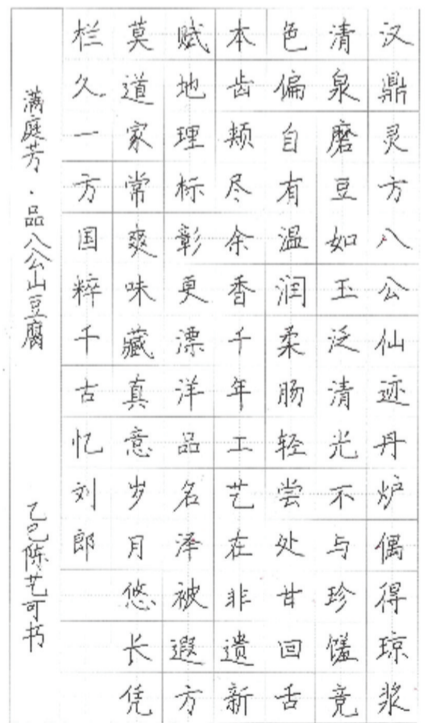 汉鼎灵方八公仙迹丹炉偶得琼浆
清泉磨豆如玉泛清光不与珍馐竞
色偏自有温润柔肠轻尝处甘回舌
本齿颊尽余香千年工艺在非遗新
赋地理标彰更漂洋品名泽被遐方
莫道家常爽味藏真意岁月悠长凭
栏久一方国粹千古忆刘郎
满庭芳·品八公山豆腐 乙巳陈艺可书